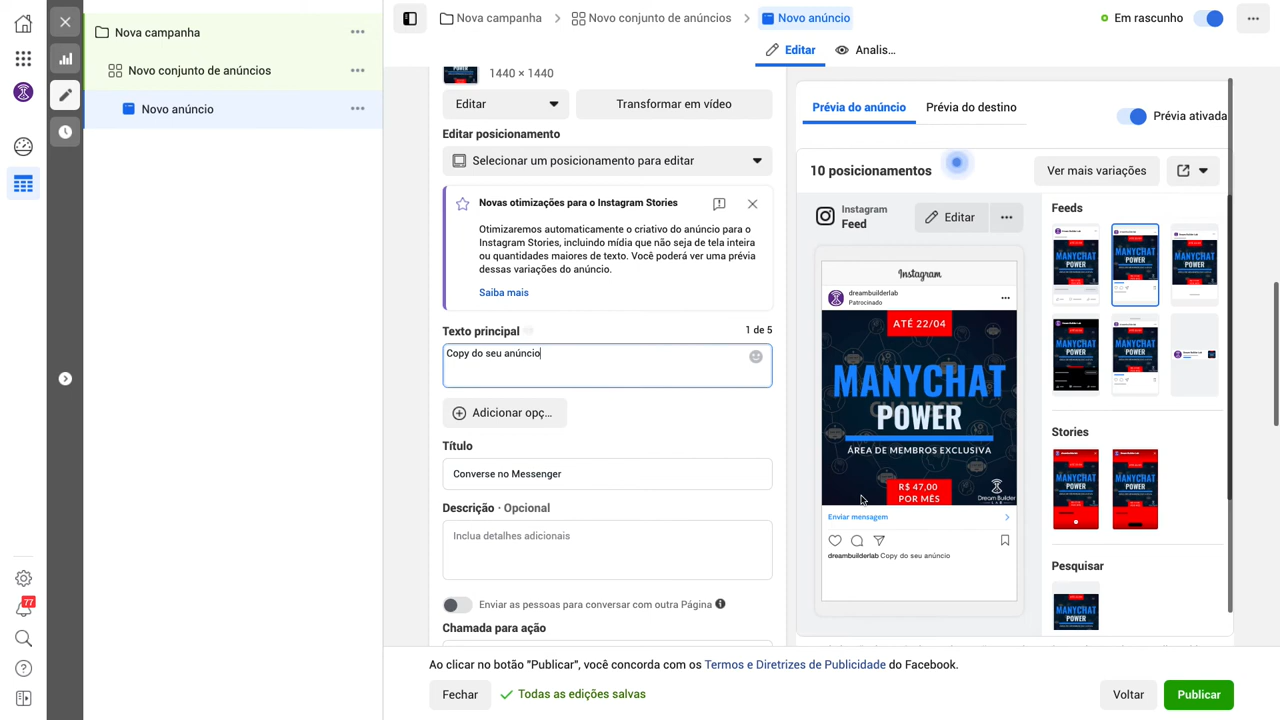 Nova campanha
Novo conjunto de anúncios
Novo anúncio
77
Nova campanha
Novo conjunto de anúncios
Novo anúncio
Em rascunho
Editar
Analis...
1440 × 1440
Editar
Transformar em vídeo
Editar posicionamento
Selecionar um posicionamento para editar
Novas otimizações para o Instagram Stories
Otimizaremos automaticamente o criativo do anúncio para o
Instagram Stories, incluindo mídia que não seja de tela inteira
ou quantidades maiores de texto. Você poderá ver uma prévia
dessas variações do anúncio.
Saiba mais
Texto principal
1 de 5
Copy do seu anúncio
Adicionar opç...
Título
Converse no Messenger
Descrição · Opcional
Inclua detalhes adicionais
Enviar as pessoas para conversar com outra Página
Chamada para ação
Prévia do anúncio
Prévia do destino
Prévia ativada
10 posicionamentos
Ver mais variações
Instagram
Feed
Editar
Instagram
dreambuilderlab
Patrocinado
ATÉ 22/04
MANYCHAT
POWER
ÁREA DE MEMBROS EXCLUSIVA
R$ 47,00
POR MÊS
Dream Builder
LAB
Enviar mensagem
dreambuilderlab Copy do seu anúncio
Feeds
Stories
Pesquisar
Ao clicar no botão "Publicar", você concorda com os Termos e Diretrizes de Publicidade do Facebook.
Fechar
Todas as edições salvas
Voltar
Publicar